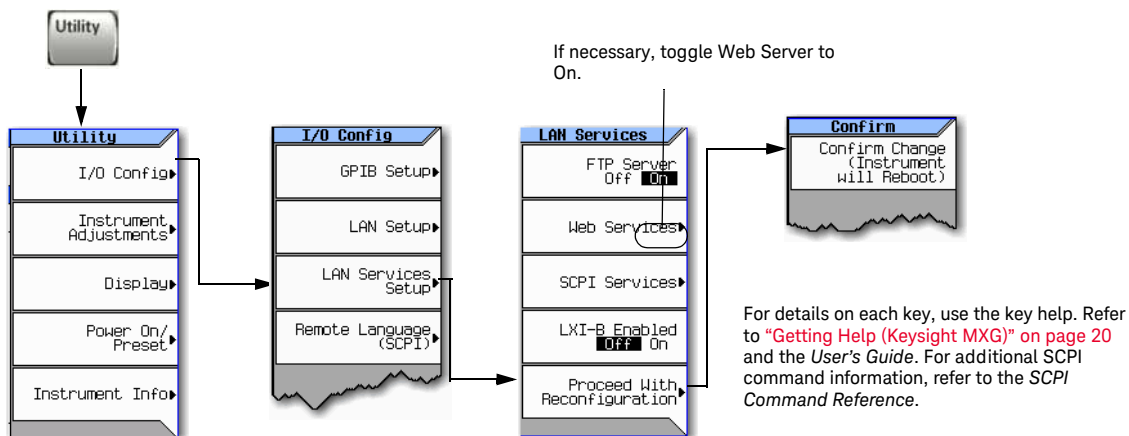 Utility
If necessary, toggle Web Server to
On.
Utility
I/O Config
Instrument
Adjustments
Display
Power On/
Preset
Instrument Info
I/O Config
GPIB Setup
LAN Setup
LAN Services
Setup
Remote Language
(SCPI)
LAN Services
FTP Server
Off On
Web Services
SCPI Services
LXI-B Enabled
Off On
Proceed With
Reconfiguration
Confirm
Confirm Change
(Instrument
will Reboot)
For details on each key, use the key help. Refer
to “Getting Help (Keysight MXG)” on page 20
and the User's Guide. For additional SCPI
command information, refer to the SCPI
Command Reference.